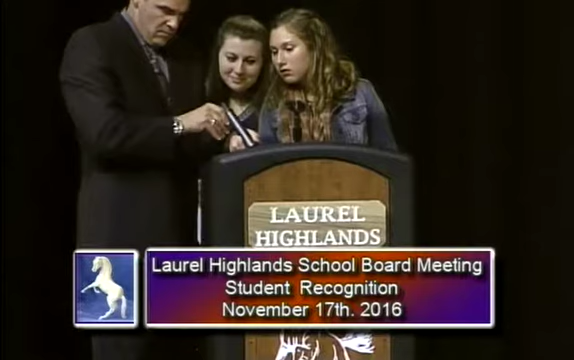 LAUREL
HIGHLANDS
Laurel Highlands School Board Meeting
Student Recognition
November 17th. 2016